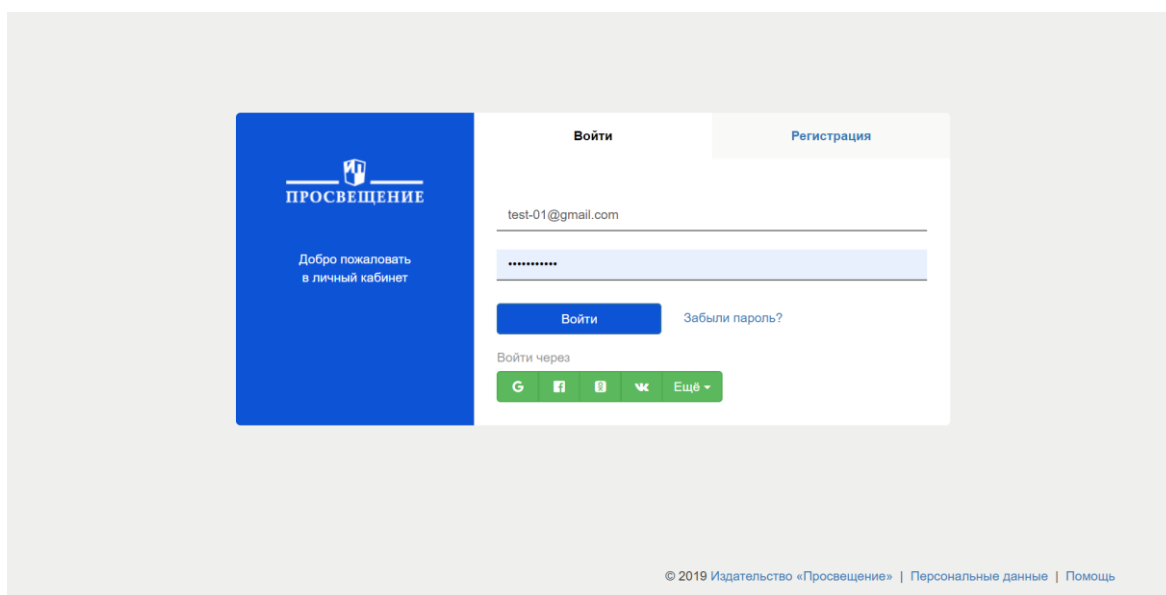 Войти
Регистрация
ПРОСВЕЩЕНИЕ
Добро пожаловать
в личный кабинет
test-01@gmail.com
•••••••••••
Войти
Забыли пароль?
Войти через
Ещё
© 2019 Издательство «Просвещение» | Персональные данные | Помощь